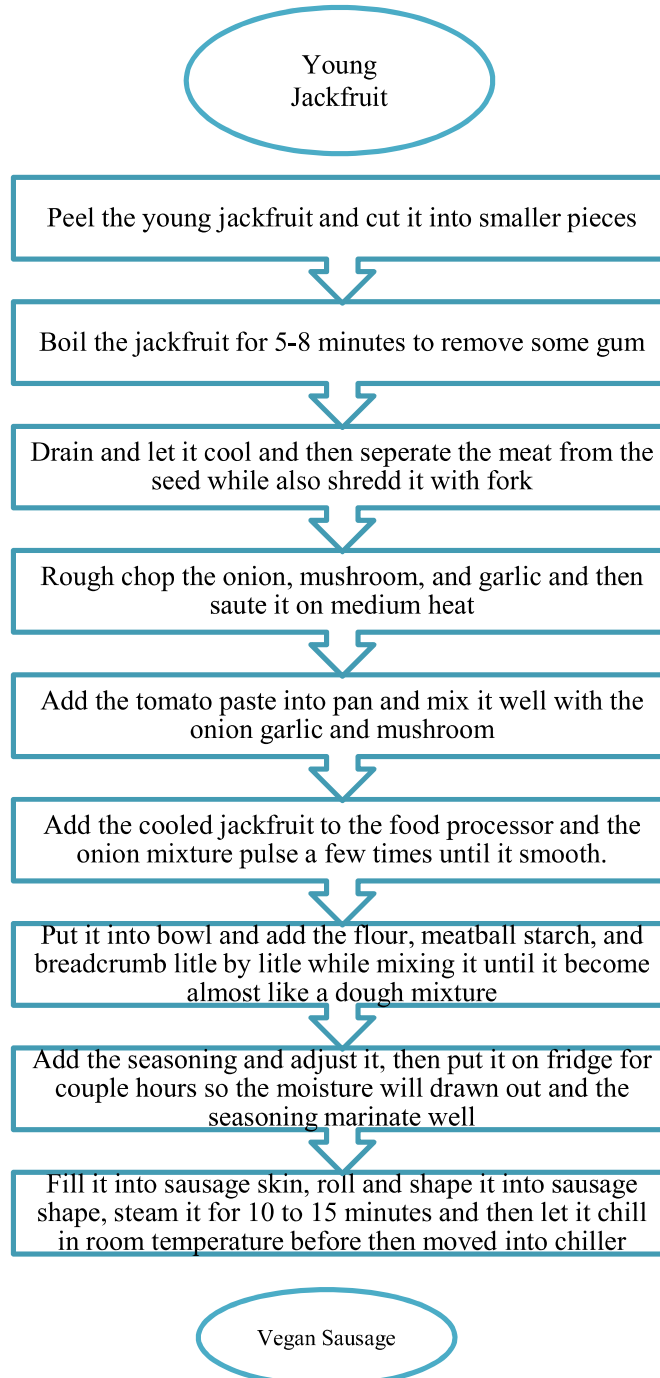 Young
Jackfruit
Peel the young jackfruit and cut it into smaller pieces
Boil the jackfruit for 5-8 minutes to remove some gum
Drain and let it cool and then seperate the meat from the
seed while also shredd it with fork
Rough chop the onion, mushroom, and garlic and then
saute it on medium heat
Add the tomato paste into pan and mix it well with the
onion garlic and mushroom
Add the cooled jackfruit to the food processor and the
onion mixture pulse a few times until it smooth.
Put it into bowl and add the flour, meatball starch, and
breadcrumb litle by litle while mixing it until it become
almost like a dough mixture
Add the seasoning and adjust it, then put it on fridge for
couple hours so the moisture will drawn out and the
seasoning marinate well
Fill it into sausage skin, roll and shape it into sausage
shape, steam it for 10 to 15 minutes and then let it chill
in room temperature before then moved into chiller
Vegan Sausage